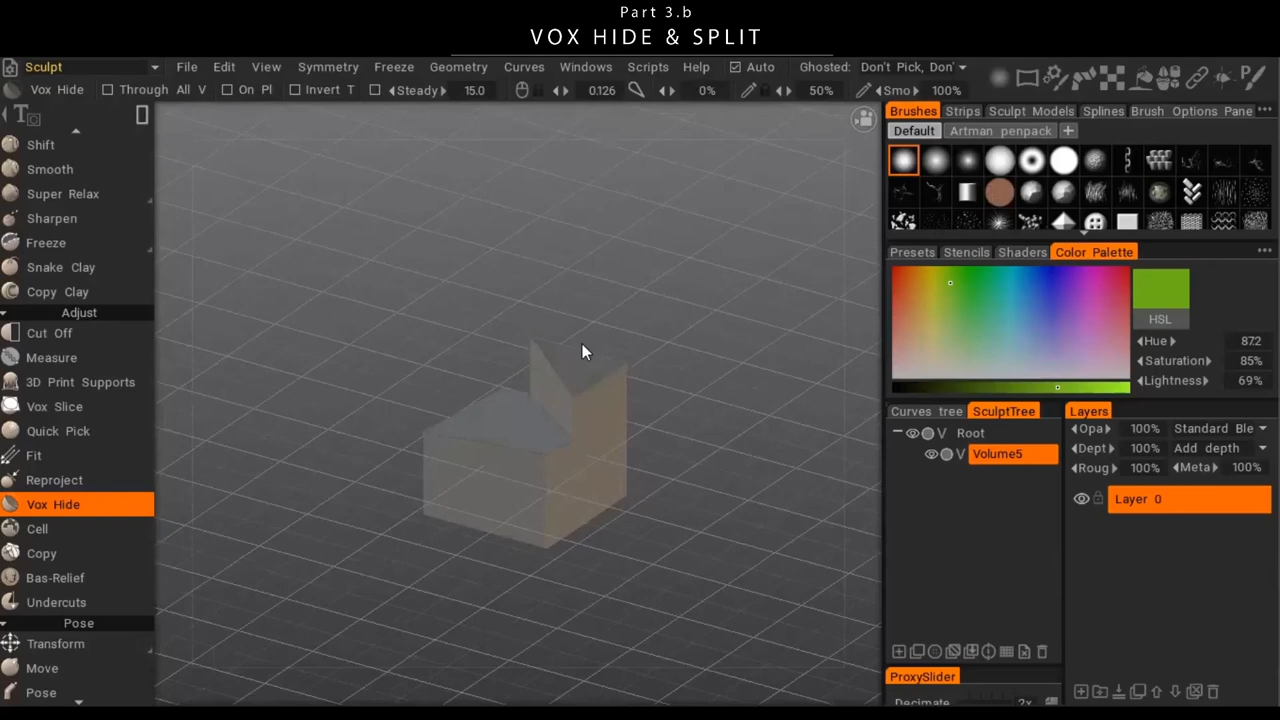 Part 3.b
VOX HIDE & SPLIT
Sculpt File Edit View Symmetry Freeze Geometry Curves Windows Scripts Help Auto Ghosted: Don't Pick, Don'
Vox Hide Through All V On Pl Invert T Steady 15.0 0.126 0% 50% Smo 100%
Shift
Smooth
Super Relax
Sharpen
Freeze
Snake Clay
Copy Clay
Adjust
Cut Off
Measure
3D Print Supports
Vox Slice
Quick Pick
Fit
Reproject
Vox Hide
Cell
Copy
Bas-Relief
Undercuts
Pose
Transform
Move
Pose
Brushes Strips Sculpt Models Splines Brush Options Pane
Default Artman penpack
Presets Stencils Shaders Color Palette
HSL
Hue 87.2
Saturation 85%
Lightness 69%
Curves tree SculptTree
V Root
V Volume5
Layers
Opa 100% Standard Ble
Dept 100% Add depth
Roug 100% Meta 100%
Layer 0
ProxySlider
Decimate 2x